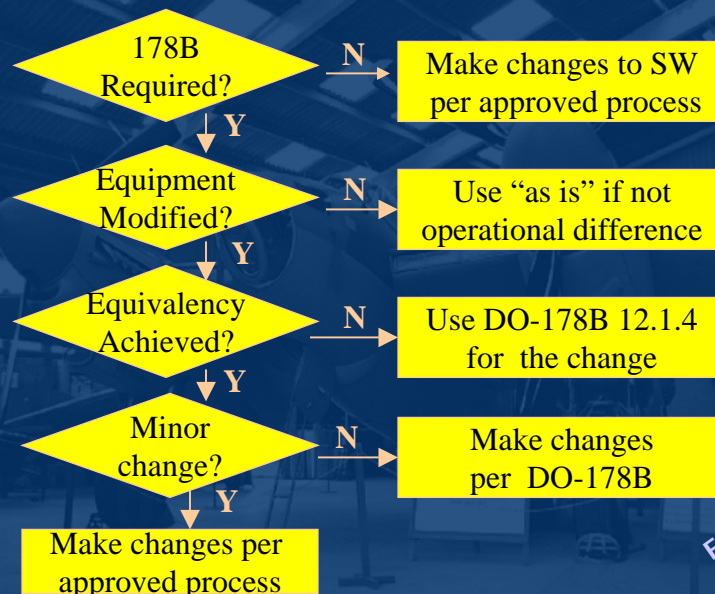 178B
Required?
N
Make changes to SW
per approved process
Y
Equipment
Modified?
N
Use “as is” if not
operational difference
Y
Equivalency
Achieved?
N
Use DO-178B 12.1.4
for the change
Y
Minor
change?
N
Make changes
per DO-178B
Y
Make changes per
approved process